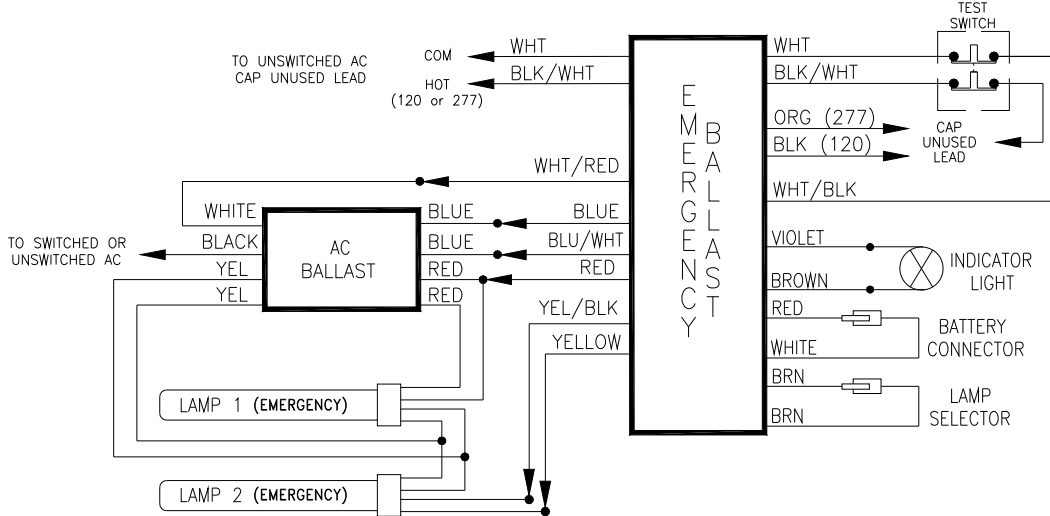 TO UNSWITCHED AC
CAP UNUSED LEAD
COM
HOT
(120 or 277)
WHT
BLK/WHT
WHT/RED
BLUE
BLU/WHT
RED
YEL/BLK
YELLOW
EMERGENCY
BALLAST
WHT
BLK/WHT
ORG (277)
BLK (120)
WHT/BLK
VIOLET
BROWN
RED
WHITE
BRN
BRN
TEST
SWITCH
CAP
UNUSED
LEAD
INDICATOR
LIGHT
BATTERY
CONNECTOR
LAMP
SELECTOR
TO SWITCHED OR
UNSWITCHED AC
WHITE
BLACK
YEL
YEL
AC
BALLAST
BLUE
BLUE
RED
RED
LAMP 1 (EMERGENCY)
LAMP 2 (EMERGENCY)